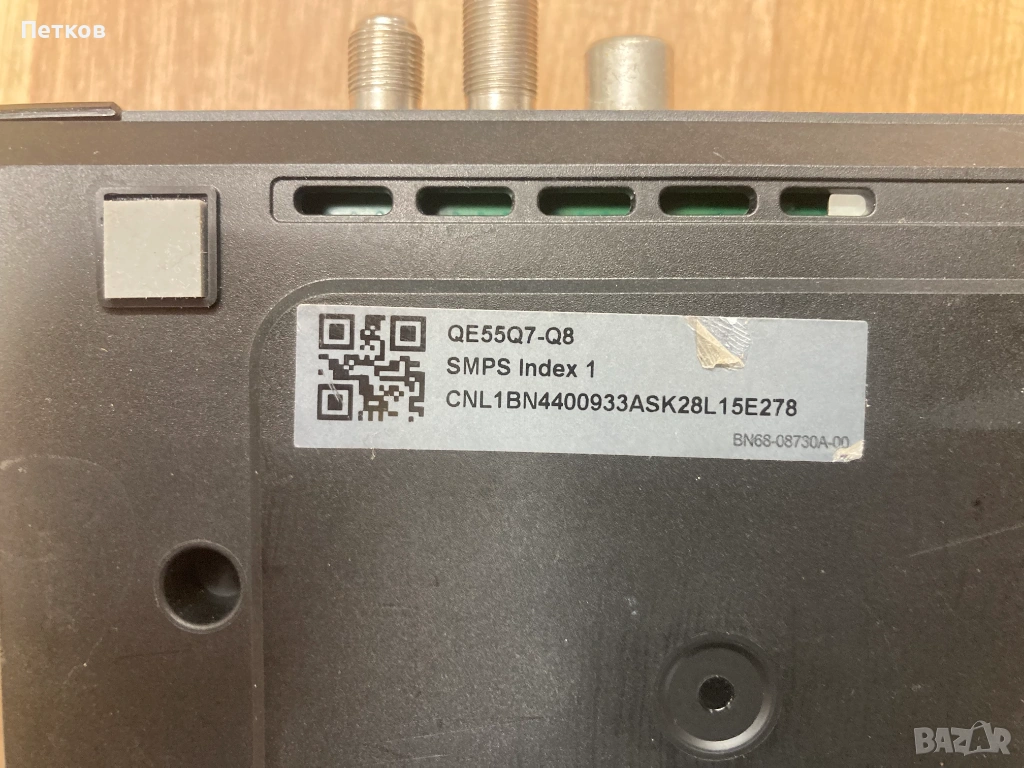 Петков
QE55Q7-Q8
SMPS Index 1
CNL1BN4400933ASK28L15E278
BN68-08730A-00
BAZAR